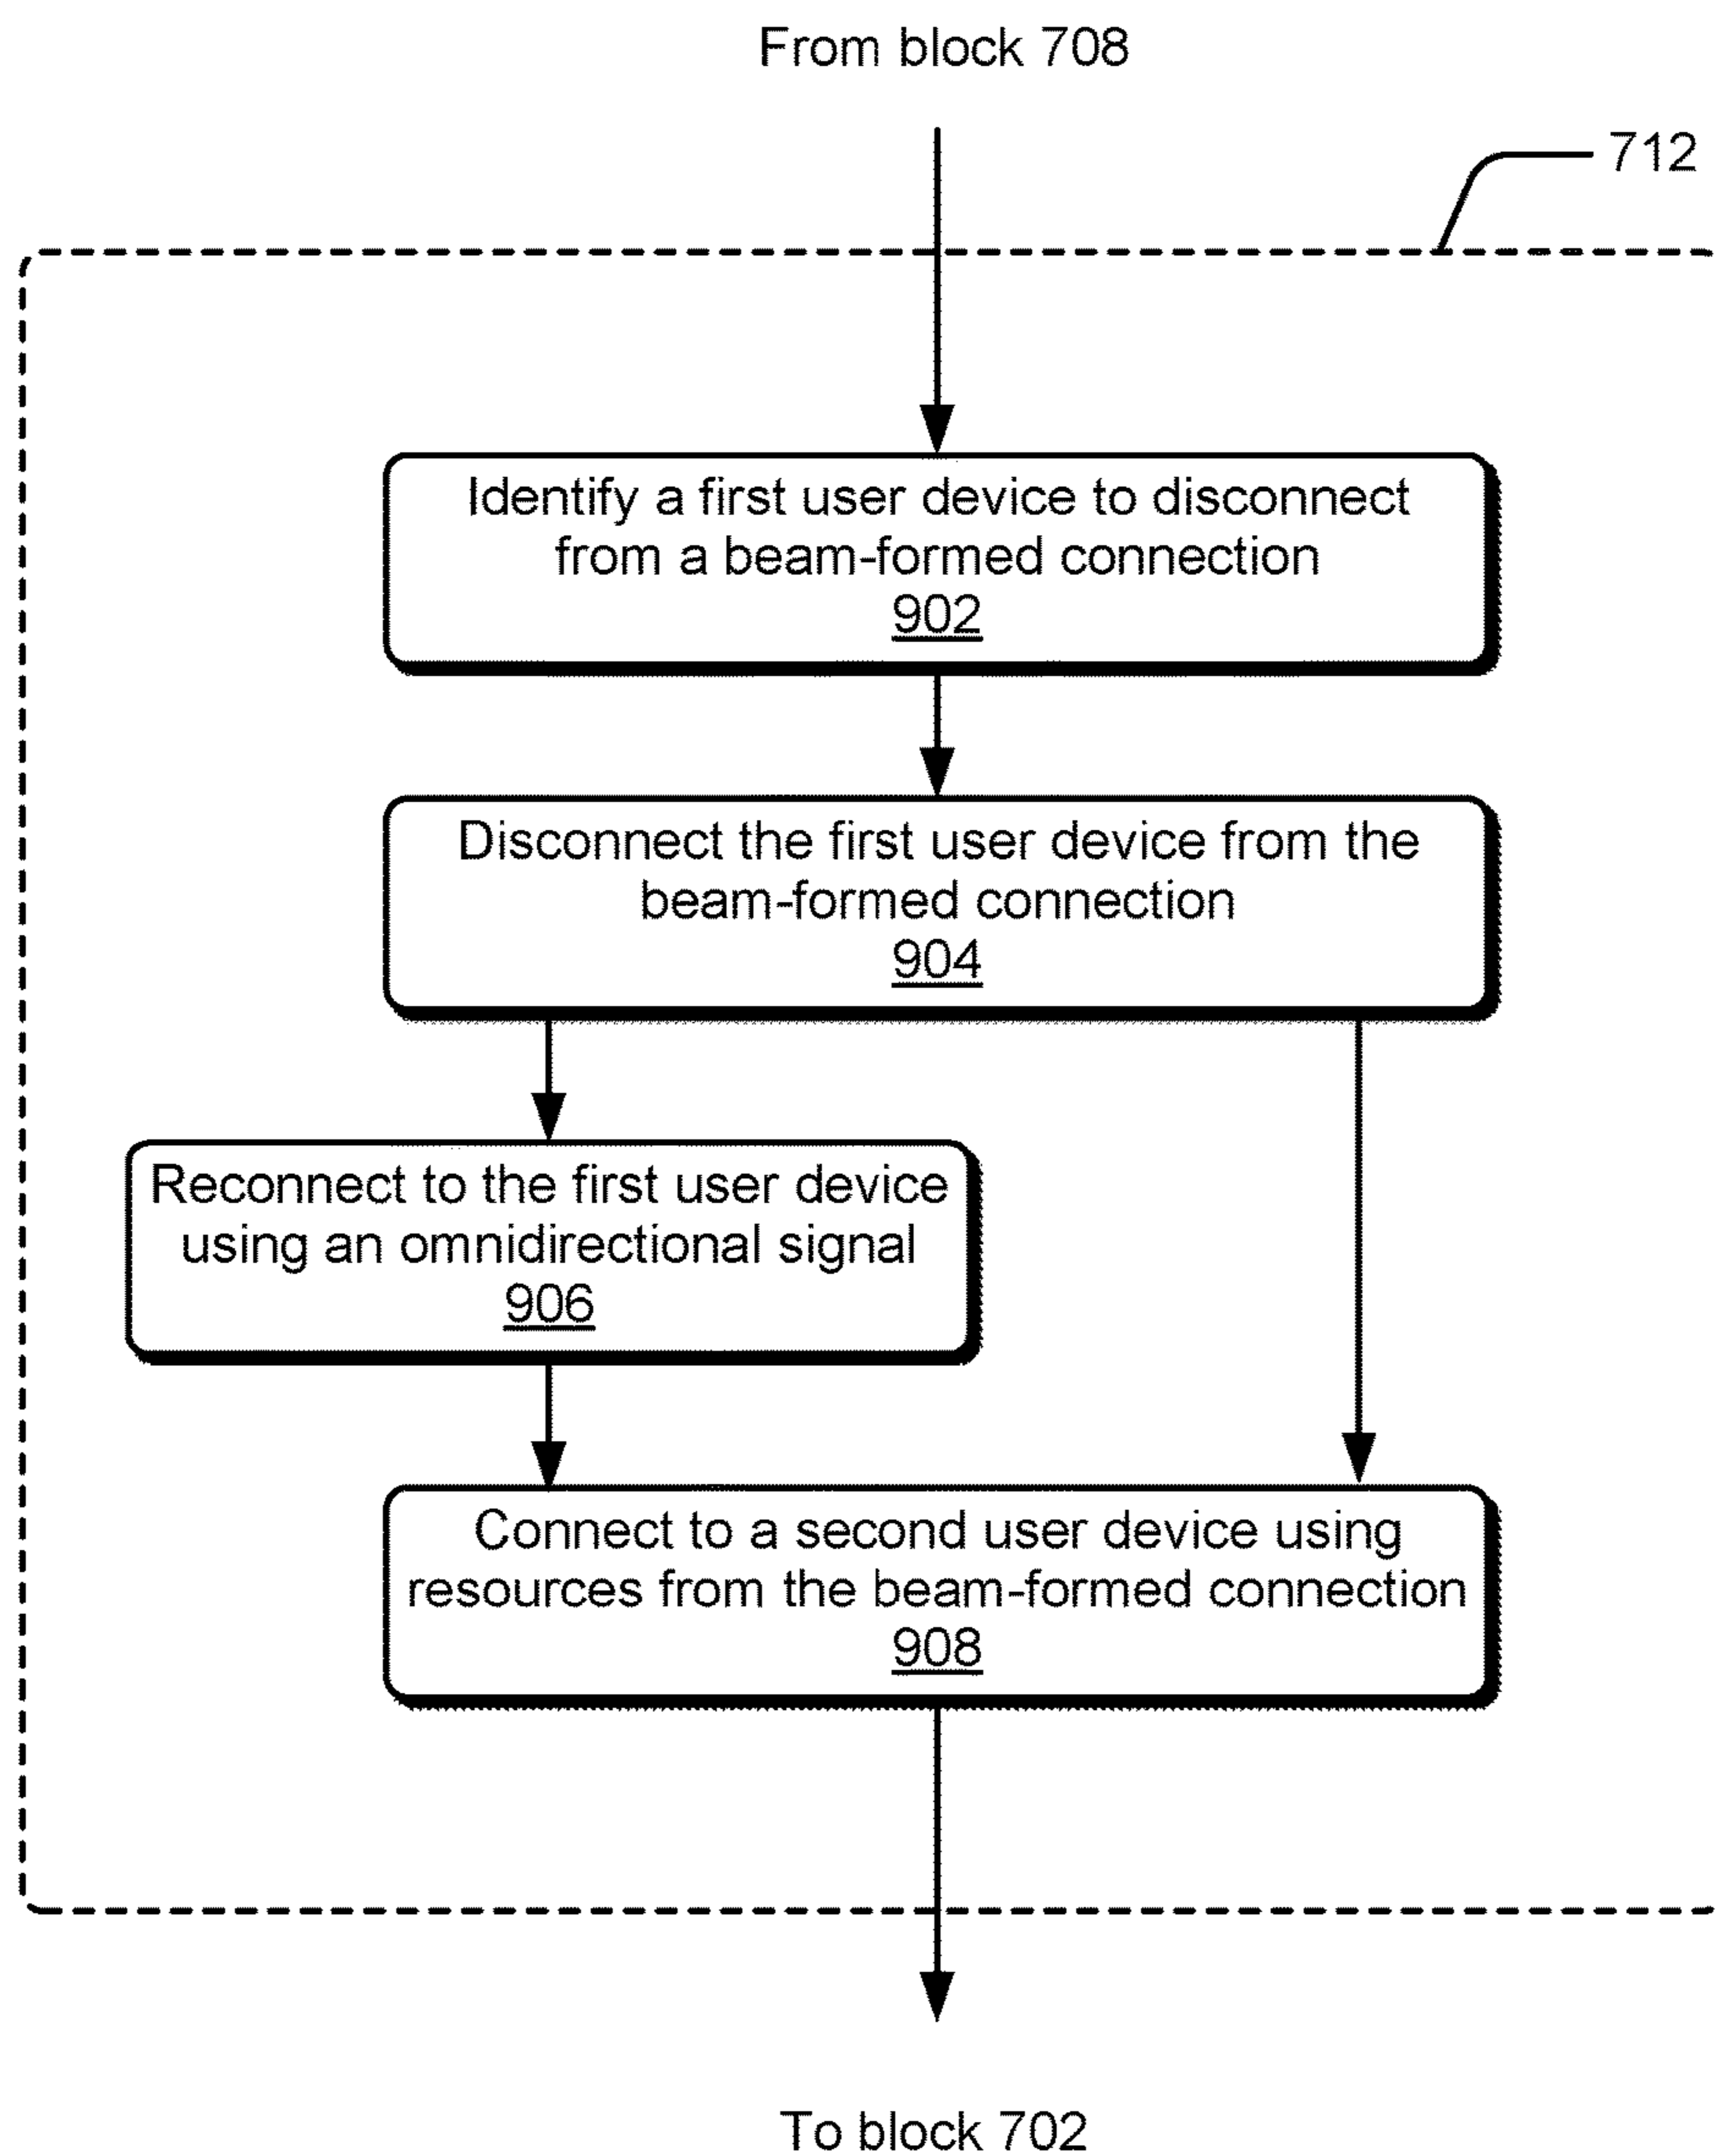 From block 708
712
Identify a first user device to disconnect
from a beam-formed connection
902
Disconnect the first user device from the
beam-formed connection
904
Reconnect to the first user device
using an omnidirectional signal
906
Connect to a second user device using
resources from the beam-formed connection
908
To block 702